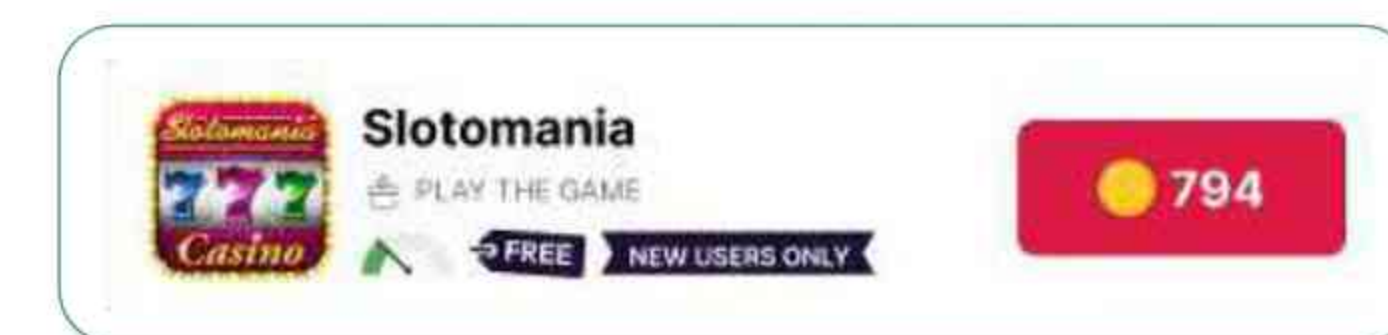 Slotomania
777
Casino
Slotomania
PLAY THE GAME
FREE
NEW USERS ONLY
794